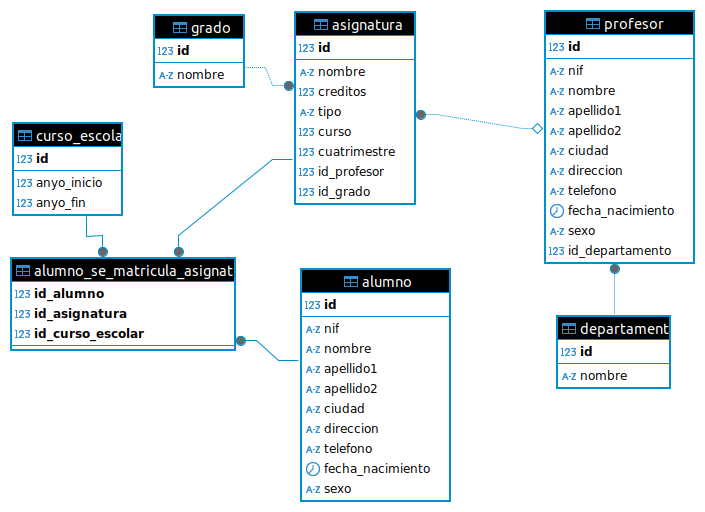 grado
123 id
A-Z nombre
asignatura
123 id
A-Z nombre
123 creditos
A-Z tipo
123 curso
123 cuatrimestre
123 id_profesor
123 id_grado
profesor
123 id
A-Z nif
A-Z nombre
A-Z apellido1
A-Z apellido2
A-Z ciudad
A-Z direccion
A-Z telefono
fecha_nacimiento
A-Z sexo
123 id_departamento
curso_escola
123 id
123 anyo_inicio
123 anyo_fin
alumno_se_matricula_asignat
123 id_alumno
123 id_asignatura
123 id_curso_escolar
alumno
123 id
A-Z nif
A-Z nombre
A-Z apellido1
A-Z apellido2
A-Z ciudad
A-Z direccion
A-Z telefono
fecha_nacimiento
A-Z sexo
departament
123 id
A-Z nombre